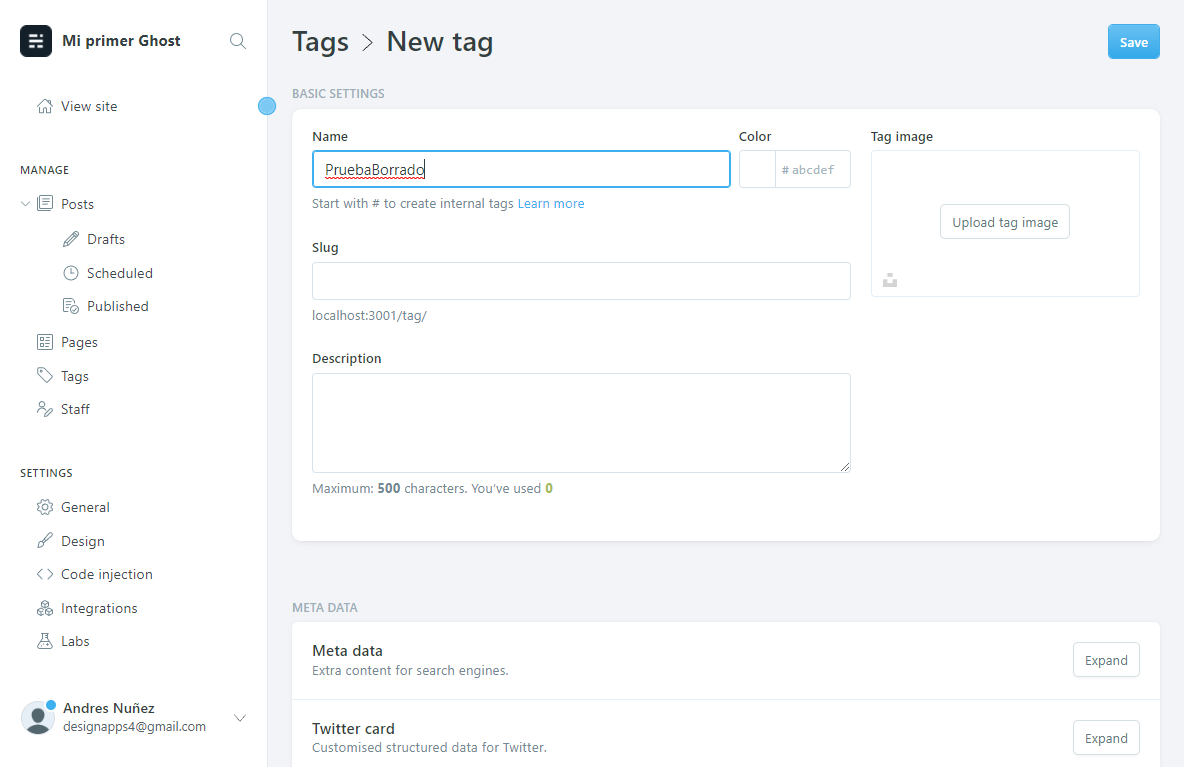 Mi primer Ghost
View site
MANAGE
Posts
Drafts
Scheduled
Published
Pages
Tags
Staff
SETTINGS
General
Design
Code injection
Integrations
Labs
Andres Nuñez
designapps4@gmail.com
Tags > New tag
Save
BASIC SETTINGS
Name
PruebaBorrado
Start with # to create internal tags Learn more
Color
# abcdef
Tag image
Upload tag image
Slug
localhost:3001/tag/
Description
Maximum: 500 characters. You've used 0
META DATA
Meta data
Extra content for search engines.
Expand
Twitter card
Customised structured data for Twitter.
Expand